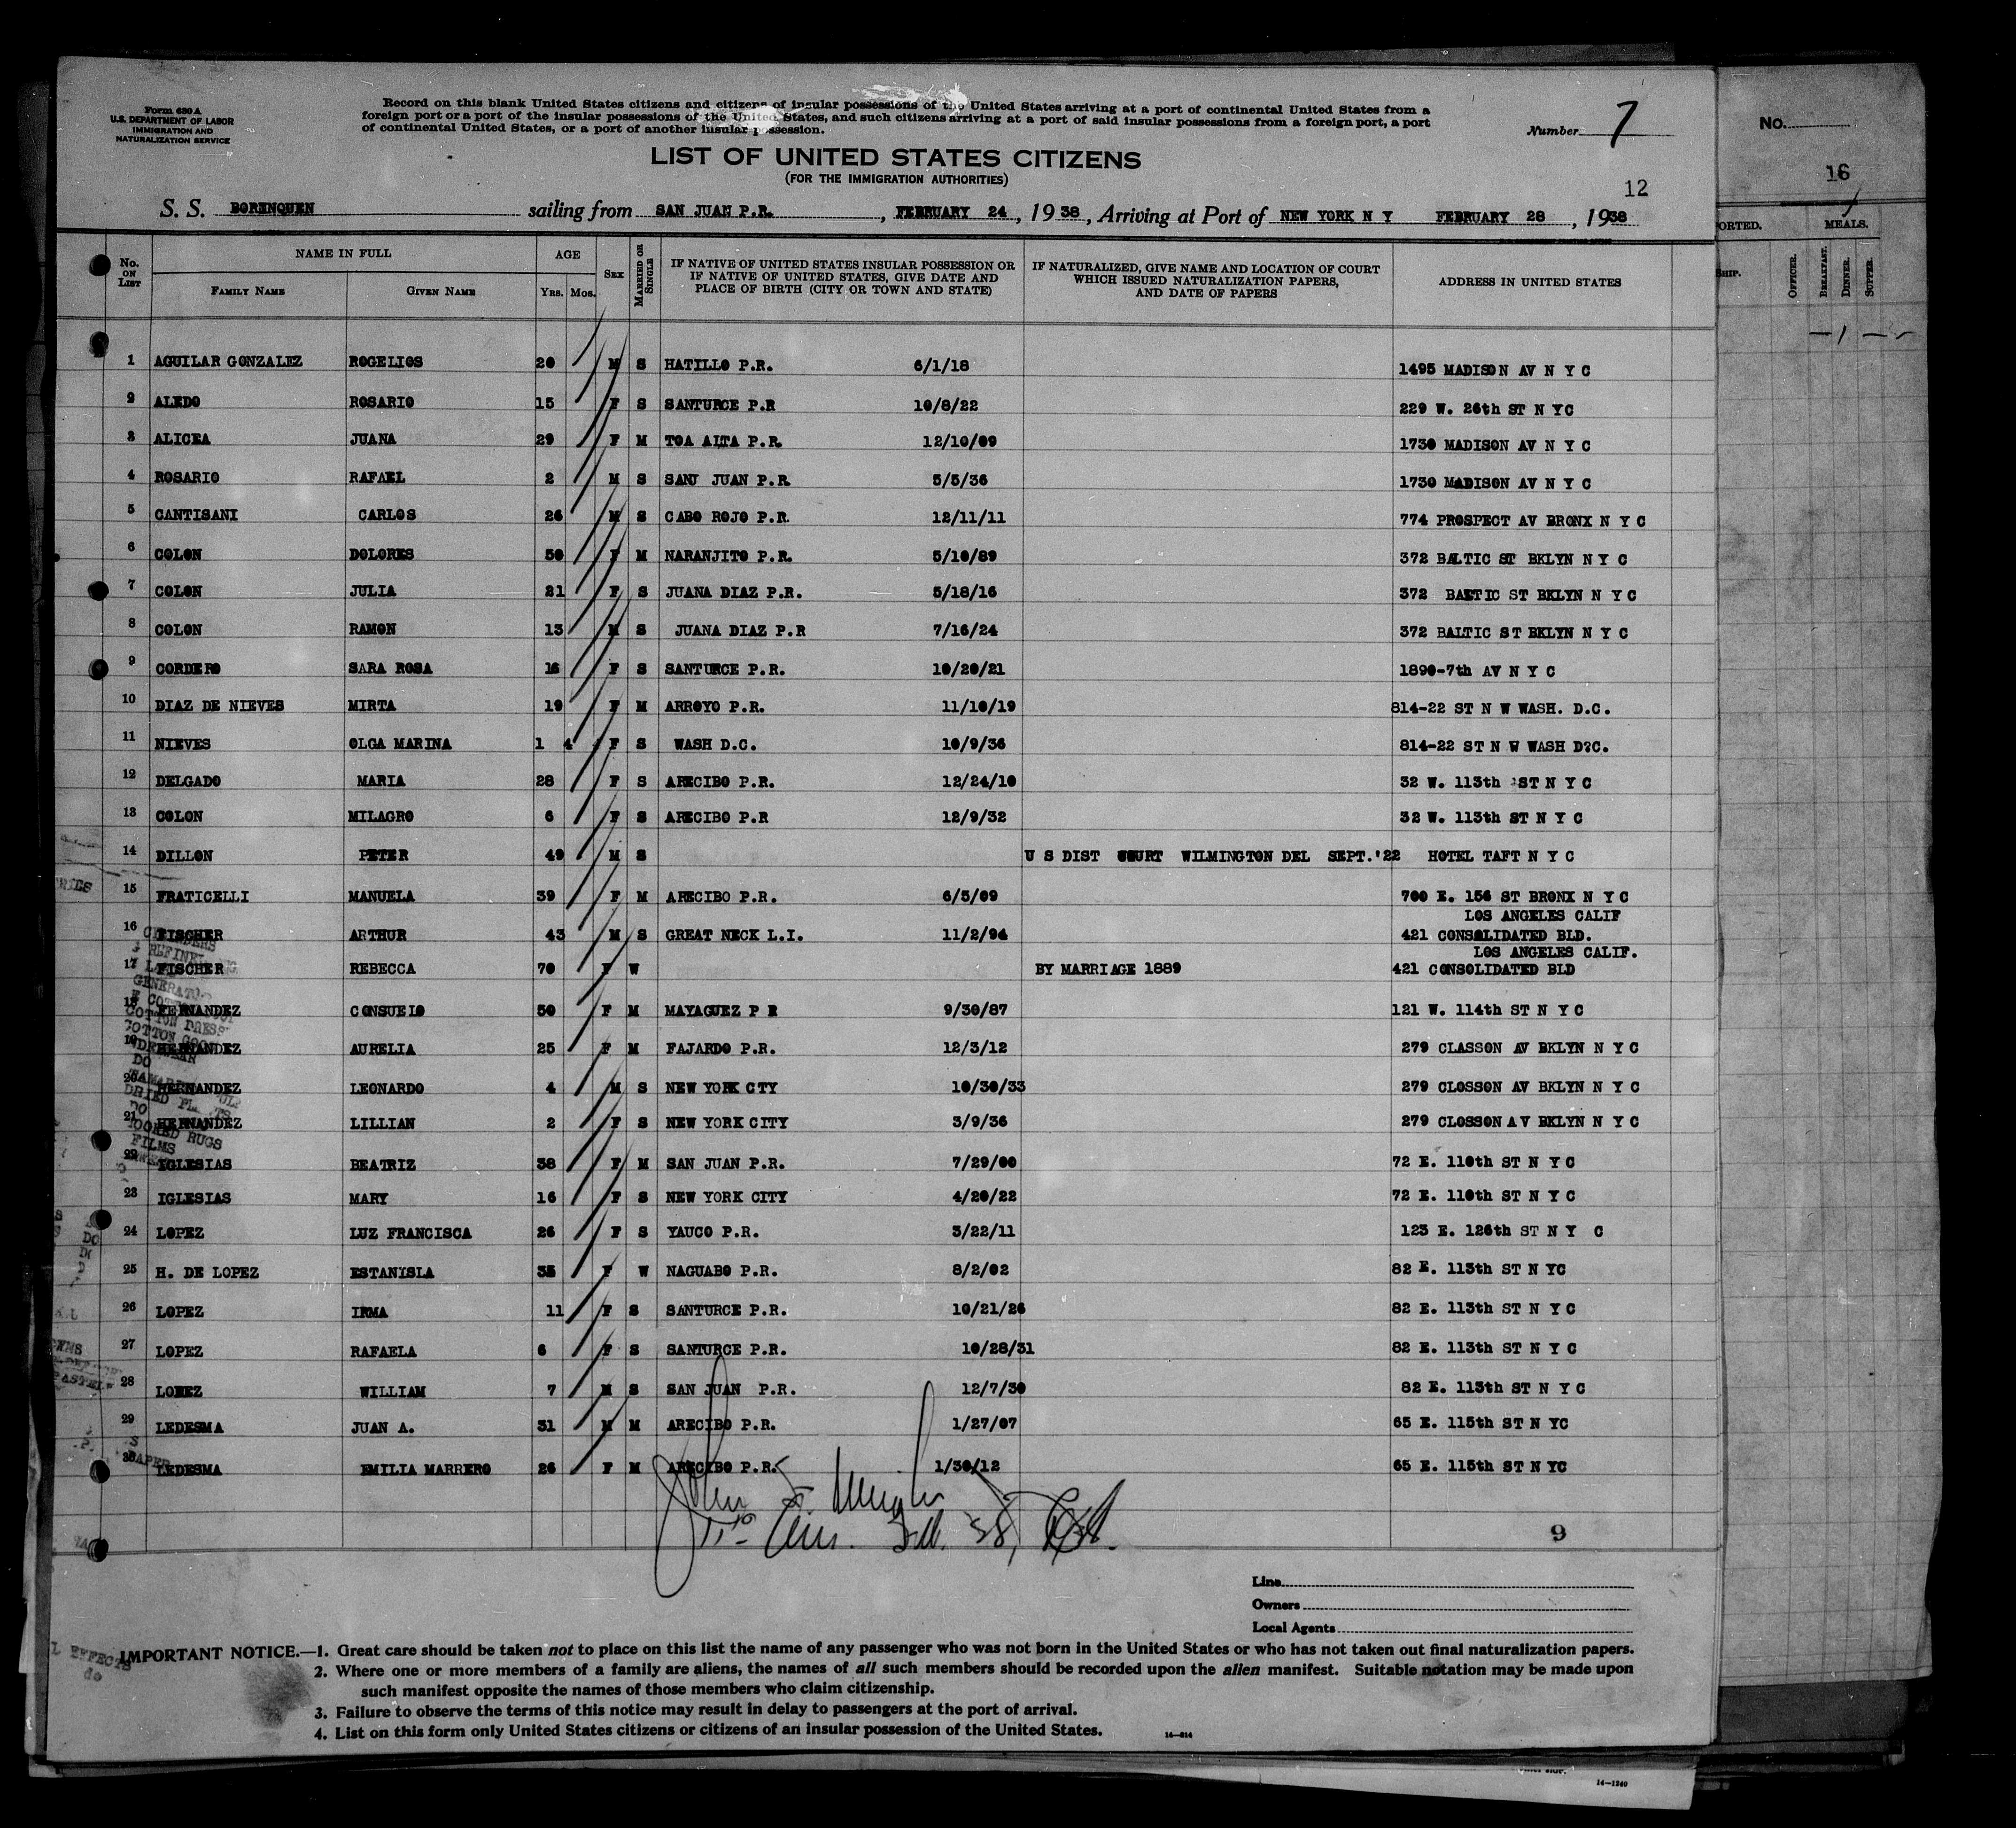 Form 630 A
U.S. DEPARTMENT OF LABOR
IMMIGRATION AND
NATURALIZATION SERVICE
Record on this blank United States citizens and citizens of insular possessions of the United States arriving at a port of continental United States from a
foreign port or a port of the insular possessions of the United States, and such citizens arriving at a port of said insular possessions from a foreign port, a port
of continental United States, or a port of another insular possession.
Number 7
LIST OF UNITED STATES CITIZENS
(FOR THE IMMIGRATION AUTHORITIES)
12
S. S. BORINQUEN sailing from SAN JUAN P.R. , FEBRUARY 24 , 1938 , Arriving at Port of NEW YORK N Y FEBRUARY 28 , 1938
No. ON LIST
NAME IN FULL
FAMILY NAME GIVEN NAME
AGE
Yrs. Mos.
SEX
MARRIED OR SINGLE
IF NATIVE OF UNITED STATES INSULAR POSSESSION OR
IF NATIVE OF UNITED STATES, GIVE DATE AND
PLACE OF BIRTH (CITY OR TOWN AND STATE)
IF NATURALIZED, GIVE NAME AND LOCATION OF COURT
WHICH ISSUED NATURALIZATION PAPERS,
AND DATE OF PAPERS
ADDRESS IN UNITED STATES
1 AGUILAR GONZALEZ ROGELIOS 20 M S HATILLO P.R. 6/1/18 1495 MADISON AV N Y C
2 ALEDO ROSARIO 15 F S SANTURCE P.R 10/8/22 229 W. 26th ST N YC
3 ALICEA JUANA 29 F M TOA ALTA P.R. 12/10/09 1730 MADISON AV N Y C
4 ROSARIO RAFAEL 2 M S SAN JUAN P.R. 5/5/36 1730 MADISON AV N Y C
5 CANTISANI CARLOS 26 M S CABO ROJO P.R. 12/11/11 774 PROSPECT AV BRONX N Y C
6 COLON DOLORES 50 F M NARANJITO P.R. 5/10/89 372 BALTIC ST BKLYN N Y C
7 COLON JULIA 21 F S JUANA DIAZ P.R. 5/18/16 372 BALTIC ST BKLYN N Y C
8 COLON RAMON 13 M S JUANA DIAZ P.R 7/16/24 372 BALTIC ST BKLYN N Y C
9 CORDERO SARA ROSA 16 F S SANTURCE P.R. 10/20/21 1890-7th AV N Y C
10 DIAZ DE NIEVES MIRTA 19 F M ARROYO P.R. 11/10/19 814-22 ST N W WASH. D.C.
11 NIEVES OLGA MARINA 1 4 F S WASH D.C. 10/9/36 814-22 ST N W WASH D?C.
12 DELGADO MARIA 28 F S ARECIBO P.R. 12/24/10 32 W. 113th ST N Y C
13 COLON MILAGRO 6 F S ARECIBO P.R 12/9/32 32 W. 113th ST N Y C
14 DILLON PETER 49 M S U S DIST COURT WILMINGTON DEL SEPT.'22 HOTEL TAFT N Y C
15 FRATICELLI MANUELA 39 F M ARECIBO P.R. 6/5/09 700 E. 156 ST BRONX N Y C
LOS ANGELES CALIF
16 FISCHER ARTHUR 43 M S GREAT NECK L.I. 11/2/94 421 CONSOLIDATED BLD.
LOS ANGELES CALIF.
17 FISCHER REBECCA 70 F W BY MARRIAGE 1889 421 CONSOLIDATED BLD
18 FERNANDEZ CONSUELO 50 F M MAYAGUEZ P R 9/30/87 121 W. 114th ST N Y C
19 HERNANDEZ AURELIA 25 F M FAJARDO P.R. 12/3/12 279 CLASSON AV BKLYN N Y C
20 HERNANDEZ LEONARDO 4 M S NEW YORK CTY 10/30/33 279 CLOSSON AV BKLYN N Y C
21 HERNANDEZ LILLIAN 2 F S NEW YORK CITY 3/9/36 279 CLOSSON AV BKLYN N Y C
22 IGLESIAS BEATRIZ 38 F M SAN JUAN P.R. 7/29/00 72 E. 110th ST N Y C
23 IGLESIAS MARY 16 F S NEW YORK CITY 4/20/22 72 E. 110th ST N Y C
24 LOPEZ LUZ FRANCISCA 26 F S YAUCO P.R. 3/22/11 123 E. 126th ST N Y C
25 H. DE LOPEZ ESTANISLA 35 F W NAGUABO P.R. 8/2/02 82 E. 113th ST N YC
26 LOPEZ IRMA 11 F S SANTURCE P.R. 10/21/26 82 E. 113th ST N Y C
27 LOPEZ RAFAELA 6 F S SANTURCE P.R. 10/28/31 82 E. 113th ST N Y C
28 LOPEZ WILLIAM 7 M S SAN JUAN P.R. 12/7/30 82 E. 113th ST N Y C
29 LEDESMA JUAN A. 31 M M ARECIBO P.R. 1/27/07 65 E. 115th ST N YC
30 LEDESMA EMILIA MARRERO 26 F M ARECIBO P.R. 1/30/12 65 E. 115th ST N YC
9
Line
Owners
Local Agents
IMPORTANT NOTICE.—1. Great care should be taken not to place on this list the name of any passenger who was not born in the United States or who has not taken out final naturalization papers.
2. Where one or more members of a family are aliens, the names of all such members should be recorded upon the alien manifest. Suitable notation may be made upon
such manifest opposite the names of those members who claim citizenship.
3. Failure to observe the terms of this notice may result in delay to passengers at the port of arrival.
4. List on this form only United States citizens or citizens of an insular possession of the United States.
14—814
No.
16
PORTED. MEALS.
SHIP.
OFFICER.
BREAKFAST.
DINNER.
SUPPER.
14—1240
L EFFECTS
do